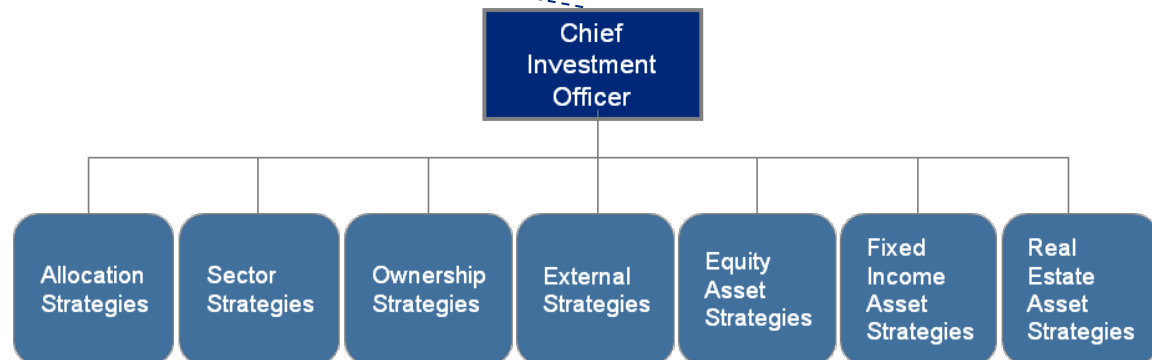 Chief
Investment
Officer
Allocation
Strategies
Sector
Strategies
Ownership
Strategies
External
Strategies
Equity
Asset
Strategies
Fixed
Income
Asset
Strategies
Real
Estate
Asset
Strategies